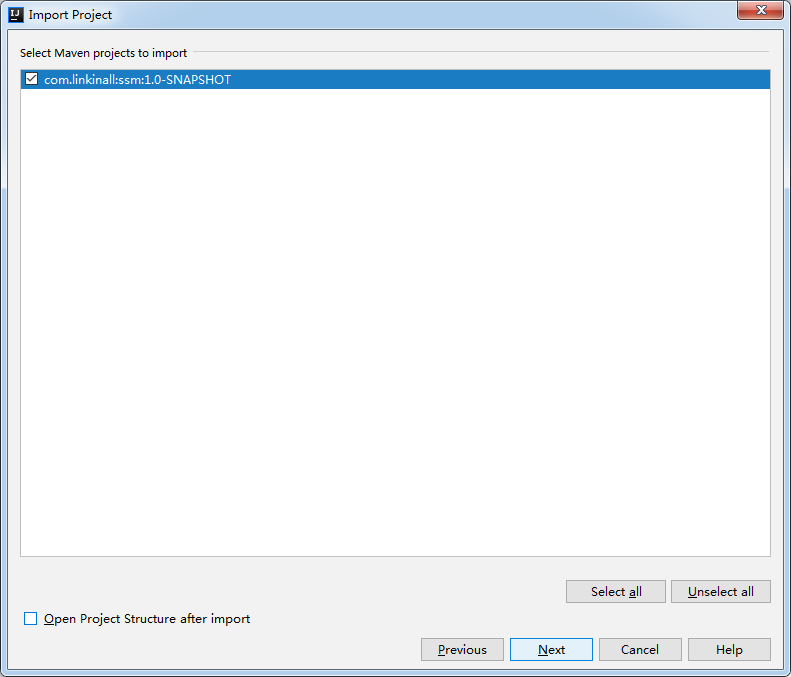 IJ Import Project
Select Maven projects to import
com.linkinall:ssm:1.0-SNAPSHOT
Select all Unselect all
Open Project Structure after import
Previous Next Cancel Help